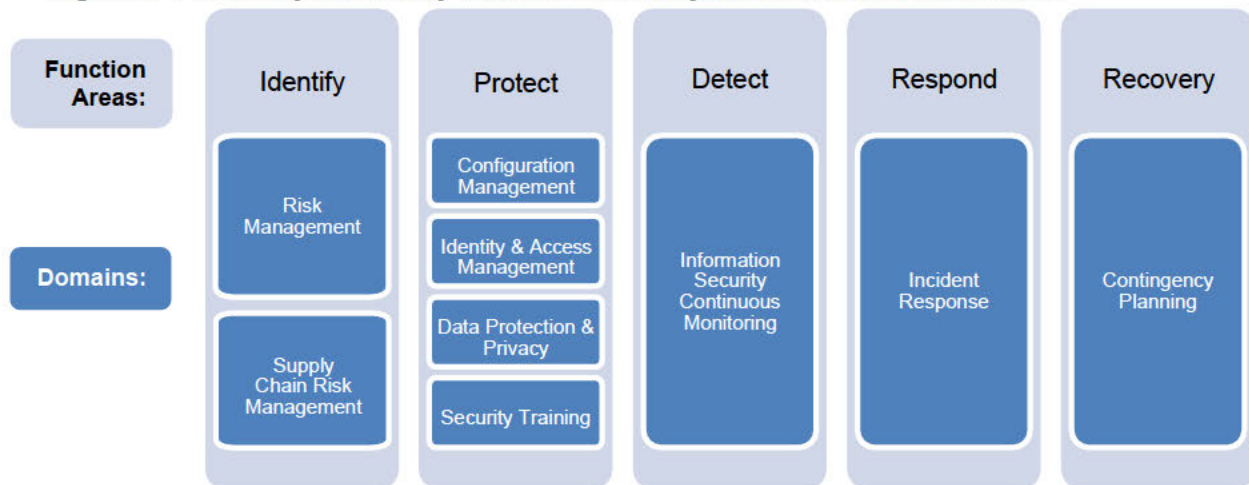 Function
Areas:
Identify
Protect
Detect
Respond
Recovery
Domains:
Risk
Management
Supply
Chain Risk
Management
Configuration
Management
Identity & Access
Management
Data Protection &
Privacy
Security Training
Information
Security
Continuous
Monitoring
Incident
Response
Contingency
Planning